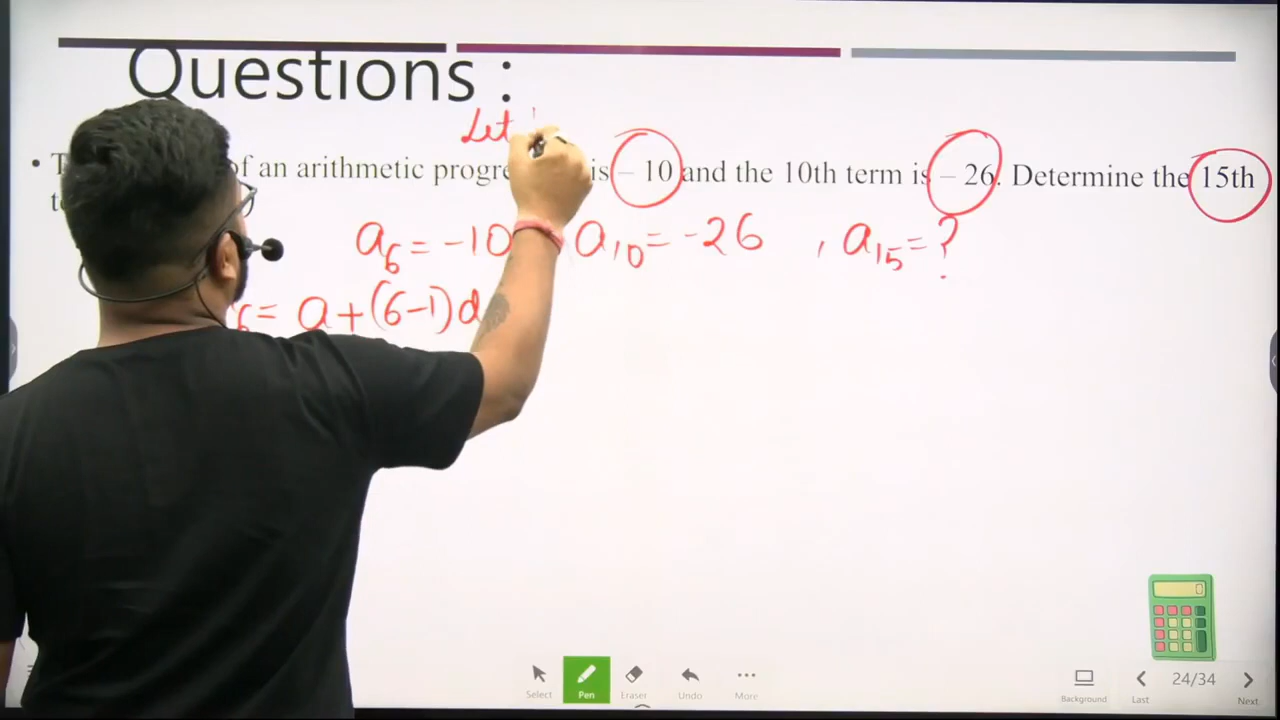 Questions :
Let
• of an arithmetic is – 10 and the 10th term is – 26. Determine the 15th
a6 = -10 a10 = -26 , a15 = ?
6 = a+(6-1)d
0
Select Pen Eraser Undo More Background Last 24/34 Next